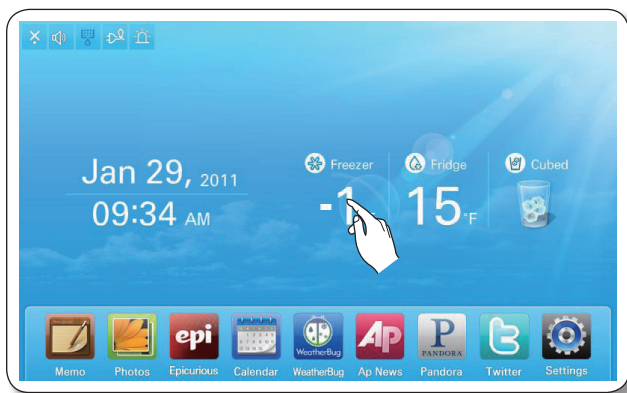 Jan 29, 2011
09:34 AM
Freezer
-1
Fridge
15°F
Cubed
epi
WeatherBug
AP
P
PANDORA
Memo
Photos
Epicurious
Calendar
WeatherBug
Ap News
Pandora
Twitter
Settings